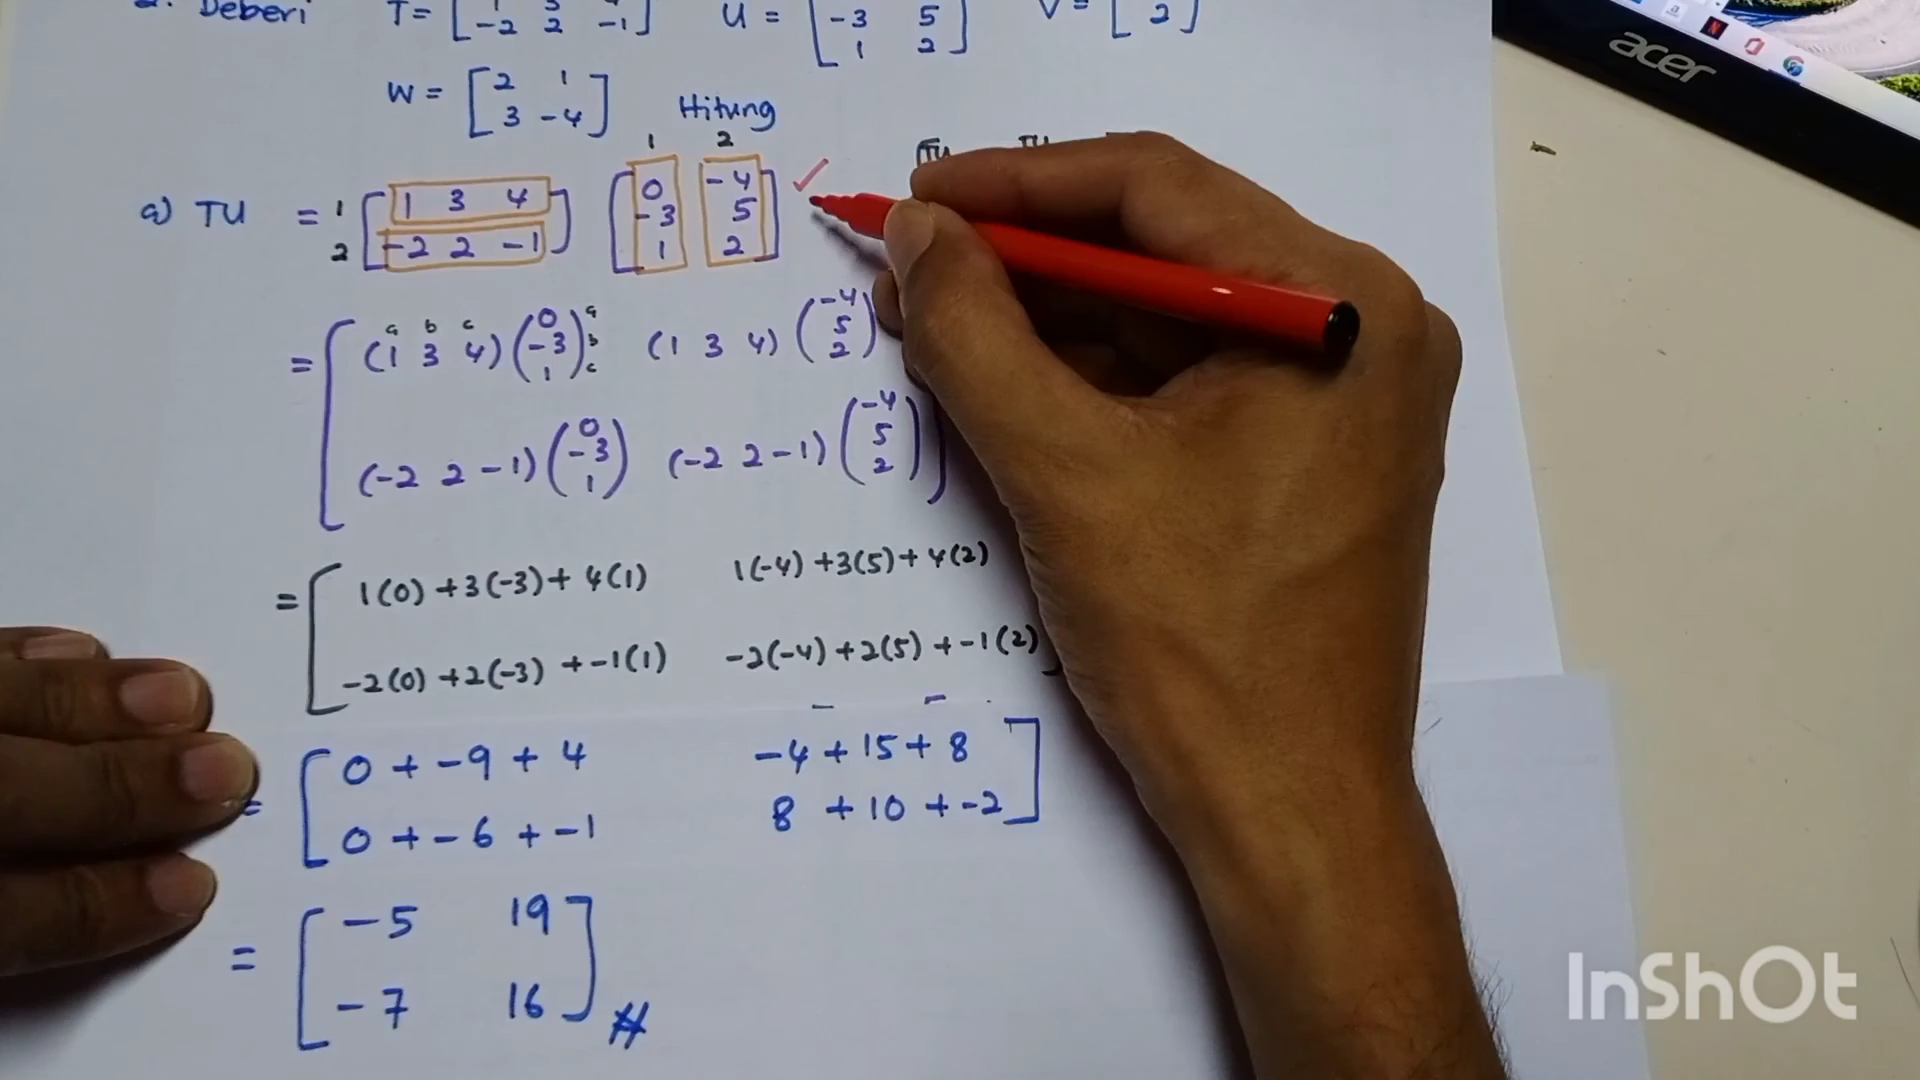 Deberi T= [ 1 3 4 -2 2 -1 ] U = [ -3 5 1 2 ] V = [ 2 ]
W = [ 2 1 3 -4 ] Hitung
1 2
a) TU = 1 2 [ 1 3 4 -2 2 -1 ] [ 0 -4 -3 5 1 2 ] ✓
a b c a b c
= [ (1 3 4) ( 0 -3 1 ) (1 3 4) ( -4 5 2 )
(-2 2 -1) ( 0 -3 1 ) (-2 2 -1) ( -4 5 2 ) ]
= [ 1(0) +3(-3)+ 4(1) 1(-4) +3(5)+ 4(2)
-2(0) +2(-3) + -1(1) -2(-4) +2(5) + -1(2) ]
= [ 0 + -9 + 4 -4 + 15 + 8
0 + -6 + -1 8 + 10 + -2 ]
= [ -5 19
-7 16 ] #
acer
InShOt